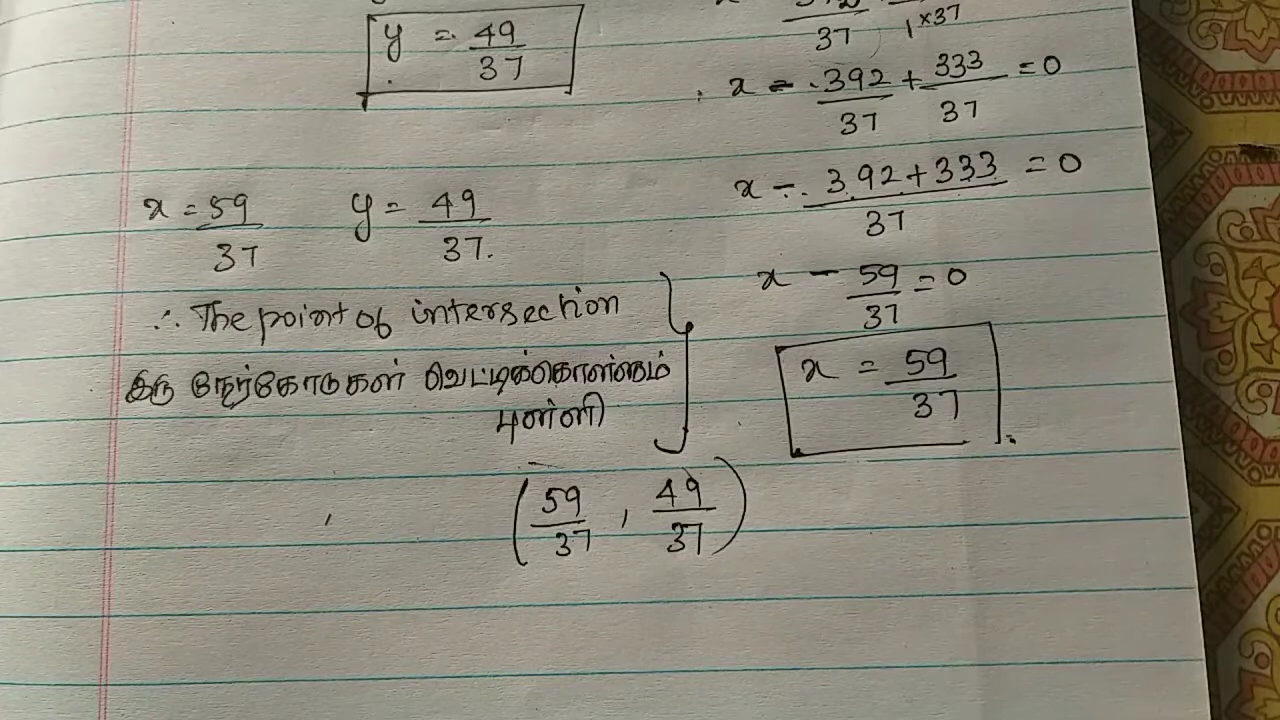 y = 49/37
37 1 ×37
x - 392/37 + 333/37 = 0
x - 392+333/37 = 0
x - 59/37 = 0
x = 59/37
x = 59/37 y = 49/37.
∴ The point of intersection
இரு நேர்கோடுகள் வெட்டிக்கொள்ளும்
புள்ளி
(59/37 , 49/37)